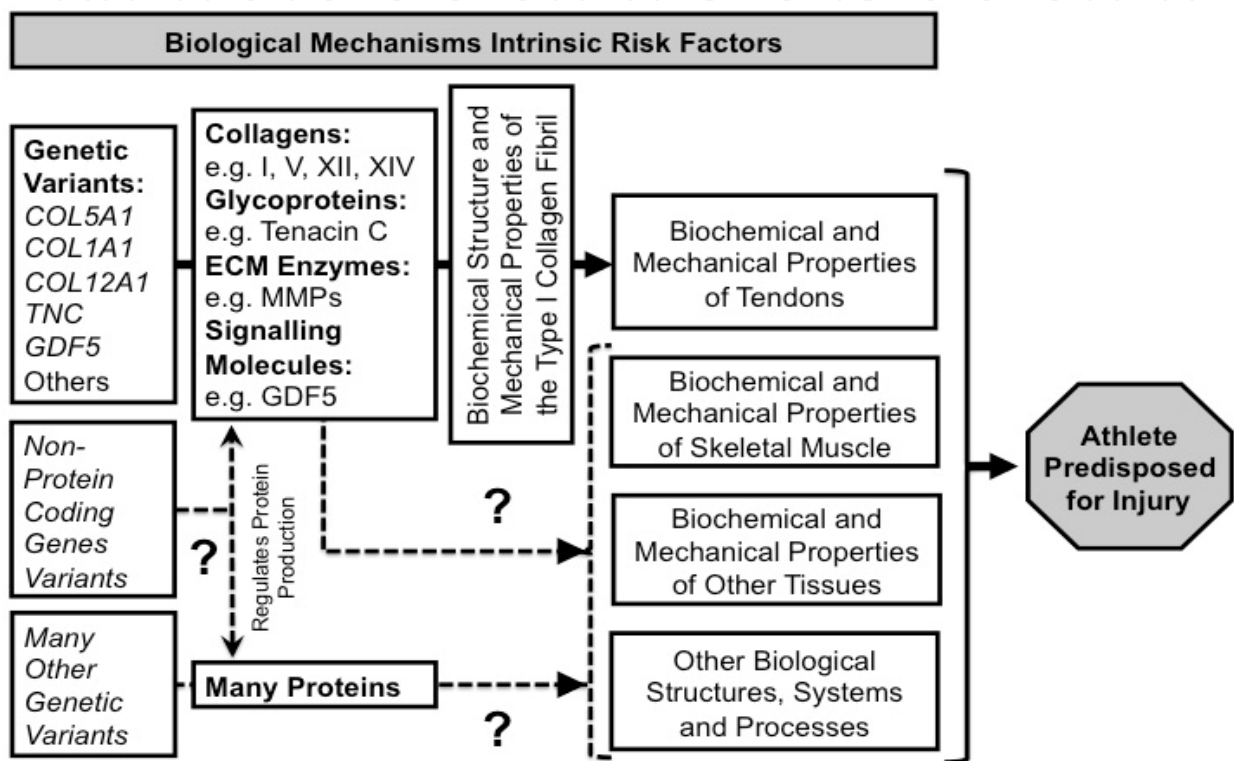 Biological Mechanisms Intrinsic Risk Factors
Genetic
Variants:
COL5A1
COL1A1
COL12A1
TNC
GDF5
Others
Collagens:
e.g. I, V, XII, XIV
Glycoproteins:
e.g. Tenacin C
ECM Enzymes:
e.g. MMPs
Signalling
Molecules:
e.g. GDF5
Biochemical Structure and
Mechanical Properties of
the Type I Collagen Fibril
Biochemical and
Mechanical Properties
of Tendons
Biochemical and
Mechanical Properties
of Skeletal Muscle
Biochemical and
Mechanical Properties
of Other Tissues
Other Biological
Structures, Systems
and Processes
Athlete
Predisposed
for Injury
Non-
Protein
Coding
Genes
Variants
?
Regulates Protein
Production
?
Many
Other
Genetic
Variants
Many Proteins
?